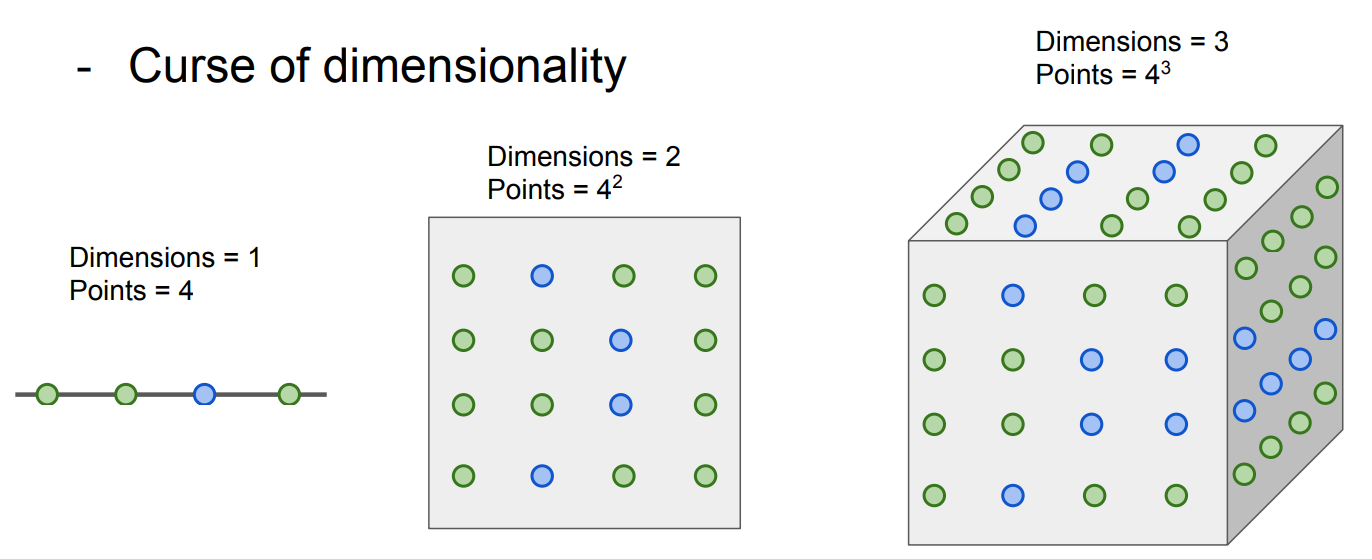 - Curse of dimensionality
Dimensions = 1
Points = 4
Dimensions = 2
Points = 4²
Dimensions = 3
Points = 4³